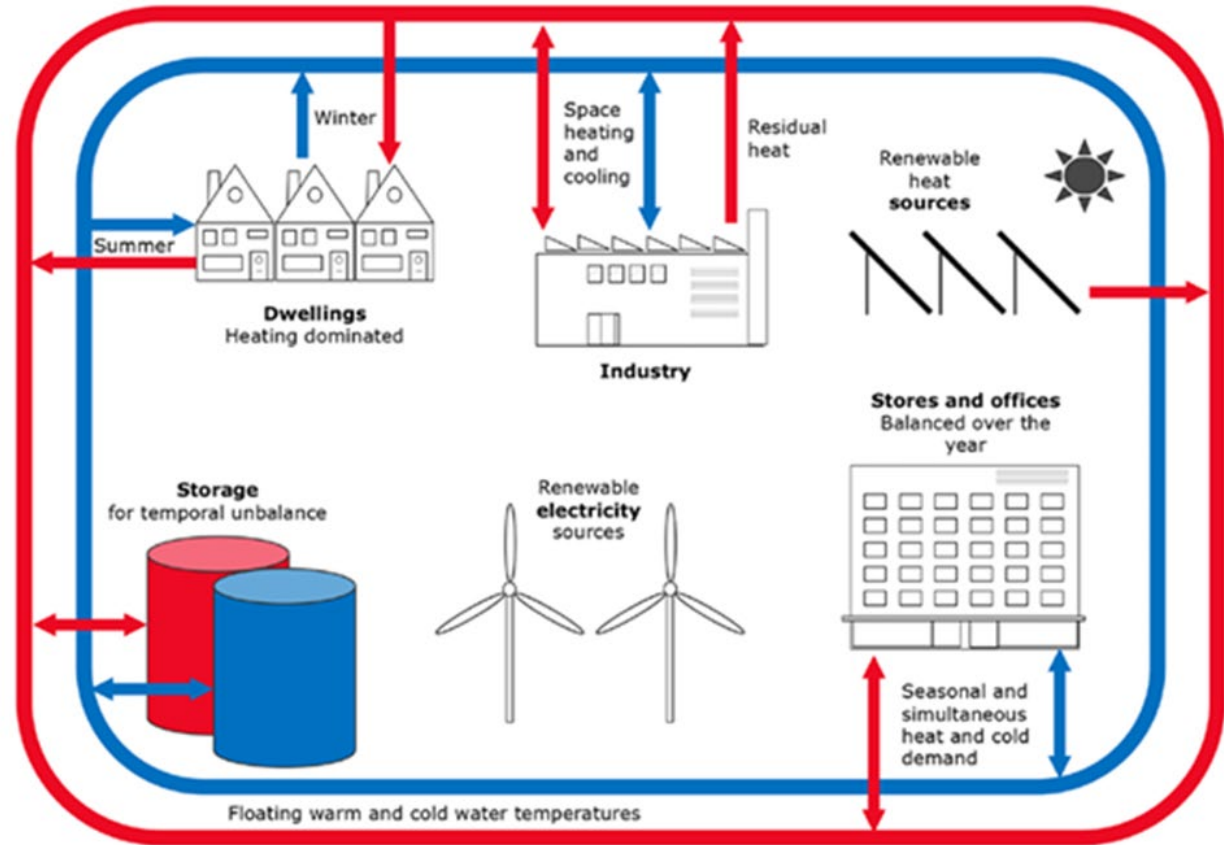 Winter
Summer
Dwellings
Heating dominated
Space
heating
and
cooling
Residual
heat
Industry
Renewable
heat
sources
Stores and offices
Balanced over the
year
Storage
for temporal unbalance
Renewable
electricity
sources
Seasonal and
simultaneous
heat and cold
demand
Floating warm and cold water temperatures